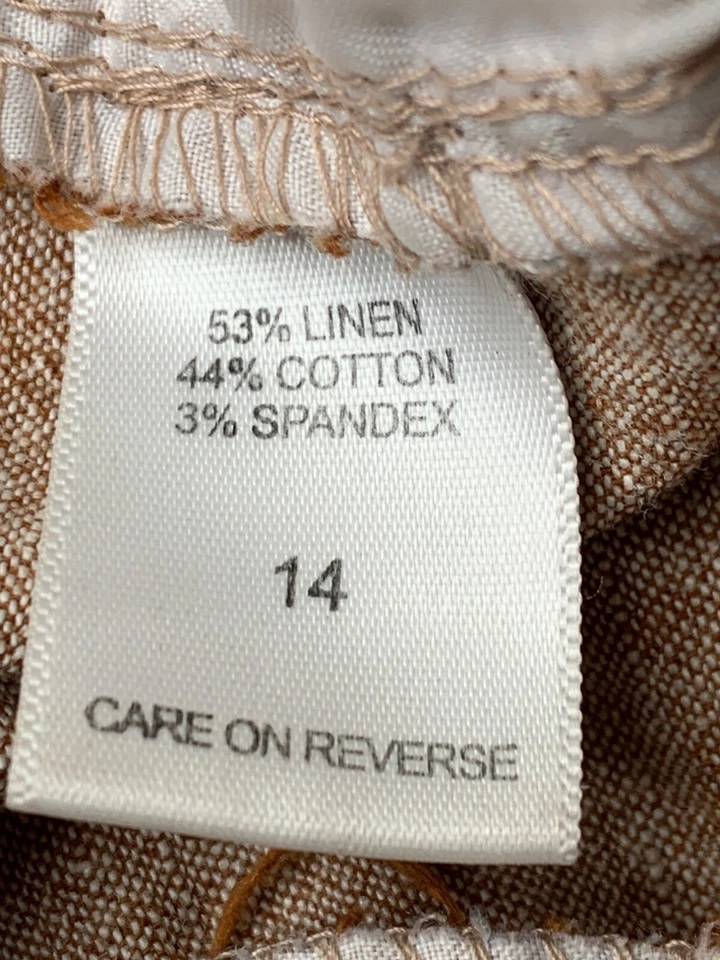 53% LINEN
44% COTTON
3% SPANDEX
14
CARE ON REVERSE